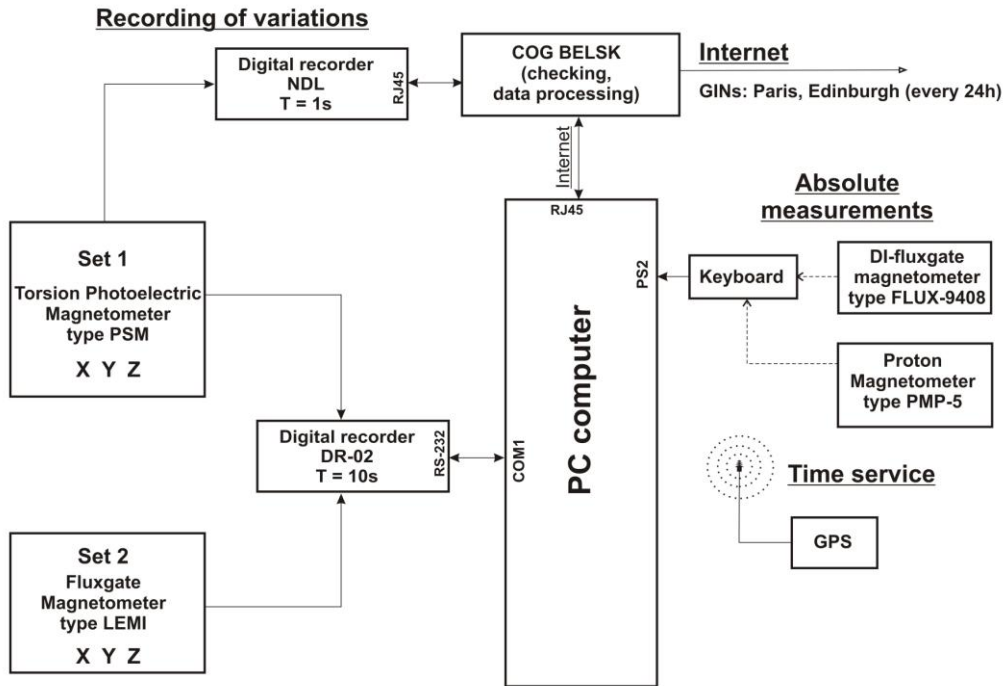 Recording of variations
Digital recorder
NDL
T = 1s
RJ45
COG BELSK
(checking,
data processing)
Internet
GINs: Paris, Edinburgh (every 24h)
Internet
Set 1
Torsion Photoelectric
Magnetometer
type PSM
X Y Z
Digital recorder
DR-02
T = 10s
RS-232
Set 2
Fluxgate
Magnetometer
type LEMI
X Y Z
RJ45
COM1
PC computer
PS2
Absolute
measurements
Keyboard
DI-fluxgate
magnetometer
type FLUX-9408
Proton
Magnetometer
type PMP-5
Time service
GPS